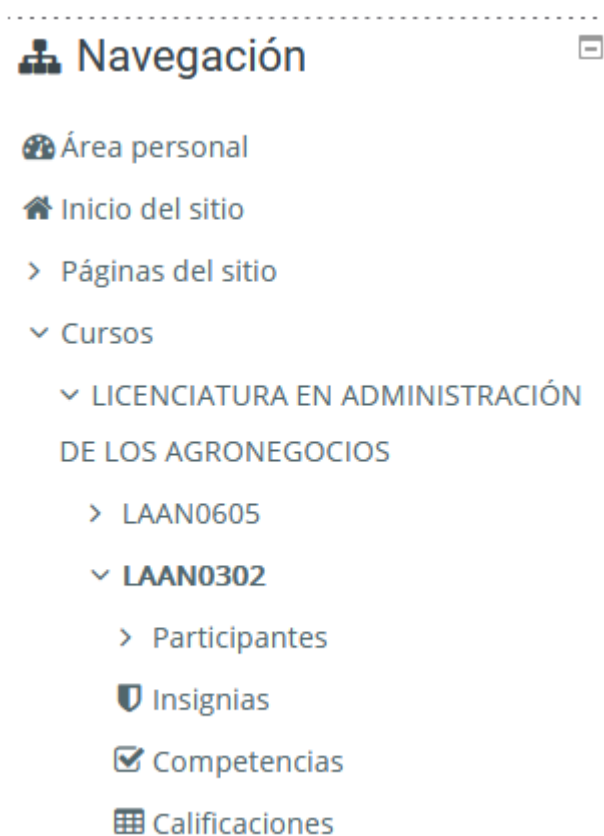 Navegación
Área personal
Inicio del sitio
Páginas del sitio
Cursos
LICENCIATURA EN ADMINISTRACIÓN
DE LOS AGRONEGOCIOS
LAAN0605
LAAN0302
Participantes
Insignias
Competencias
Calificaciones